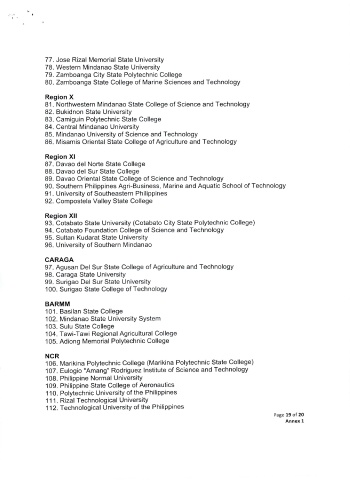 77. Jose Rizal Memorial State University
78. Western Mindanao State University
79. Zamboanga City State Polytechnic College
80. Zamboanga State College of Marine Sciences and Technology
Region X
81. Northwestern Mindanao State College of Science and Technology
82. Bukidnon State University
83. Camiguin Polytechnic State College
84. Central Mindanao University
85. Mindanao University of Science and Technology
86. Misamis Oriental State College of Agriculture and Technology
Region XI
87. Davao del Norte State College
88. Davao del Sur State College
89. Davao Oriental State College of Science and Technology
90. Southern Philippines Agri-Business, Marine and Aquatic School of Technology
91. University of Southeastern Philippines
92. Compostela Valley State College
Region XII
93. Cotabato State University (Cotabato City State Polytechnic College)
94. Cotabato Foundation College of Science and Technology
95. Sultan Kudarat State University
96. University of Southern Mindanao
CARAGA
97. Agusan Del Sur State College of Agriculture and Technology
98. Caraga State University
99. Surigao Del Sur State University
100. Surigao State College of Technology
BARMM
101. Basilan State College
102. Mindanao State University System
103. Sulu State College
104. Tawi-Tawi Regional Agricultural College
105. Adiong Memorial Polytechnic College
NCR
106. Marikina Polytechnic College (Marikina Polytechnic State College)
107. Eulogio "Amang" Rodriguez Institute of Science and Technology
108. Philippine Normal University
109. Philippine State College of Aeronautics
110. Polytechnic University of the Philippines
111. Rizal Technological University
112. Technological University of the Philippines
Page 19 of 20
Annex 1